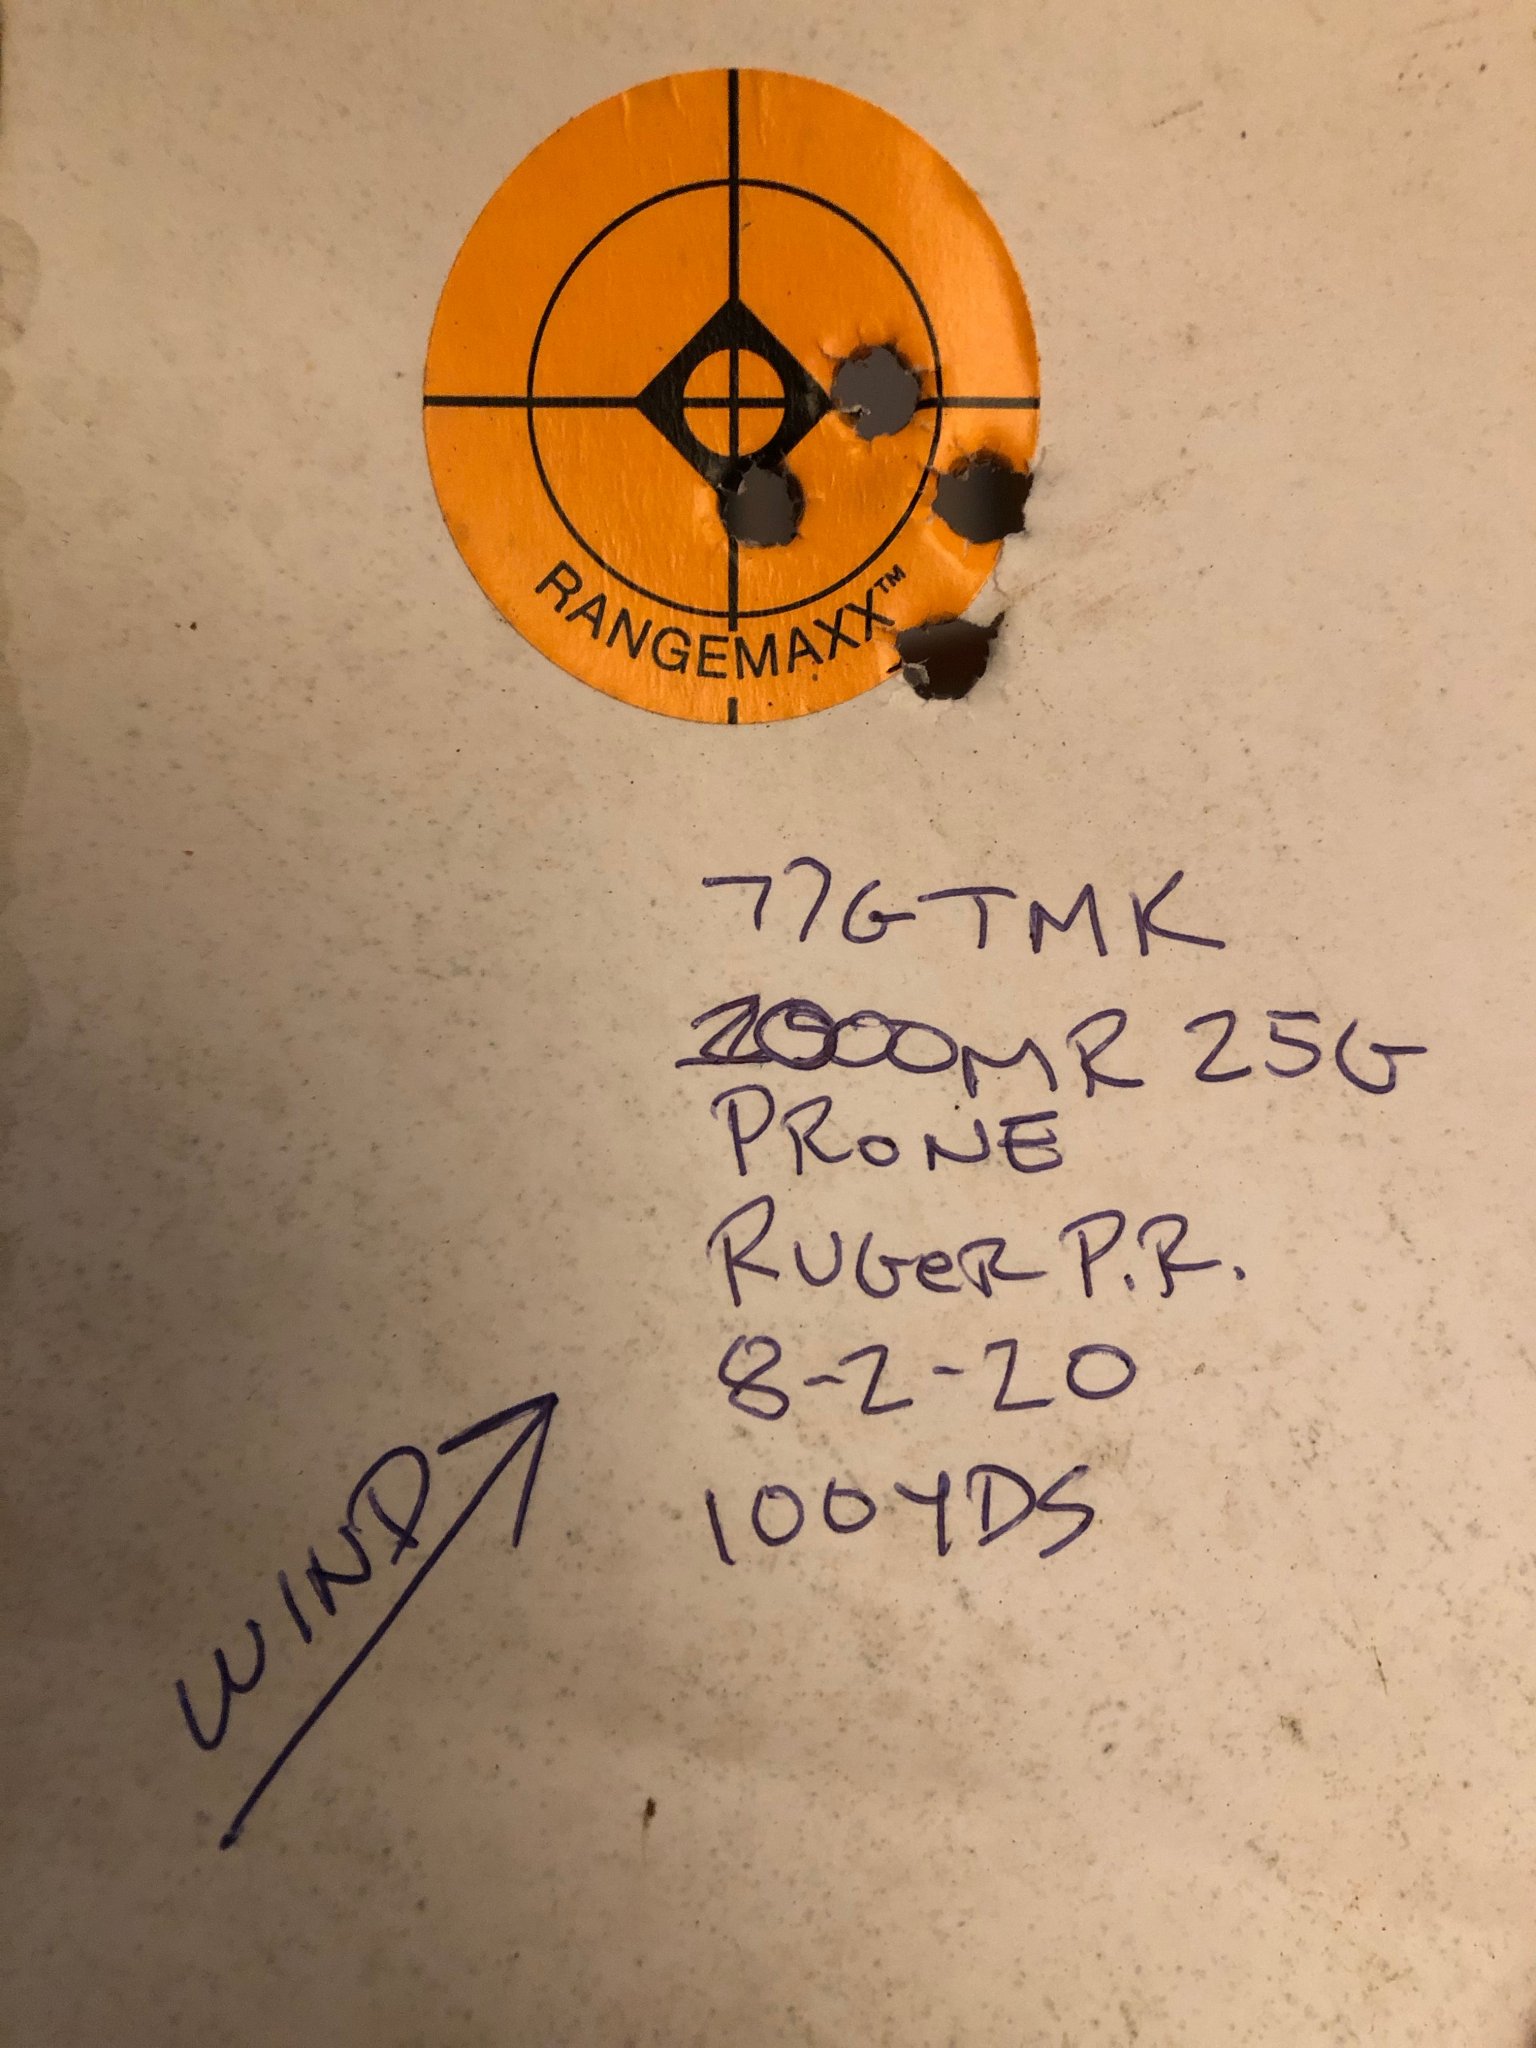 RANGEMAXX™
77G TMK
2000MR 25G
PRONE
RUGeR P.R.
8-2-20
100YDS
WIND